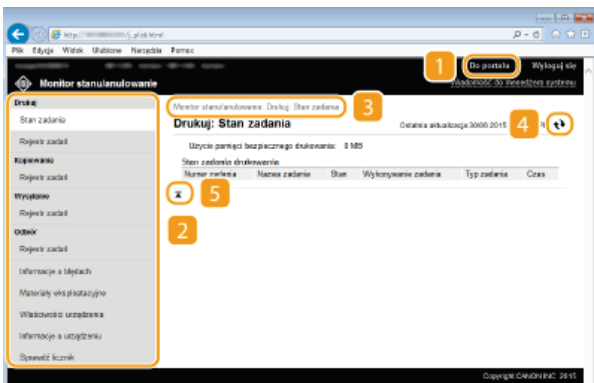 http://
j_plist.html
Plik Edycja Widok Ulubione Narzędzia Pomoc
1
Do portalu Wyloguj się
Monitor stanu/anulowanie
Wiadomość do menedżera systemu
Drukuj
Stan zadania
Rejestr zadań
Kopiowanie
Rejestr zadań
Wysyłanie
Rejestr zadań
Odbiór
Rejestr zadań
Informacje o błędach
Materiały eksploatacyjne
Właściwości urządzenia
Informacje o urządzeniu
Sprawdź licznik
2
Monitor stanu/anulowanie: Drukuj: Stan zadania
3
Drukuj: Stan zadania
Ostatnia aktualizacja:30/06 2015
4
Użycie pamięci bezpiecznego drukowania: 0 MB
Stan zadania drukowania
Numer zadania Nazwa zadania Stan Wykonywanie zadania Typ zadania Czas
5
Copyright CANON INC. 2015